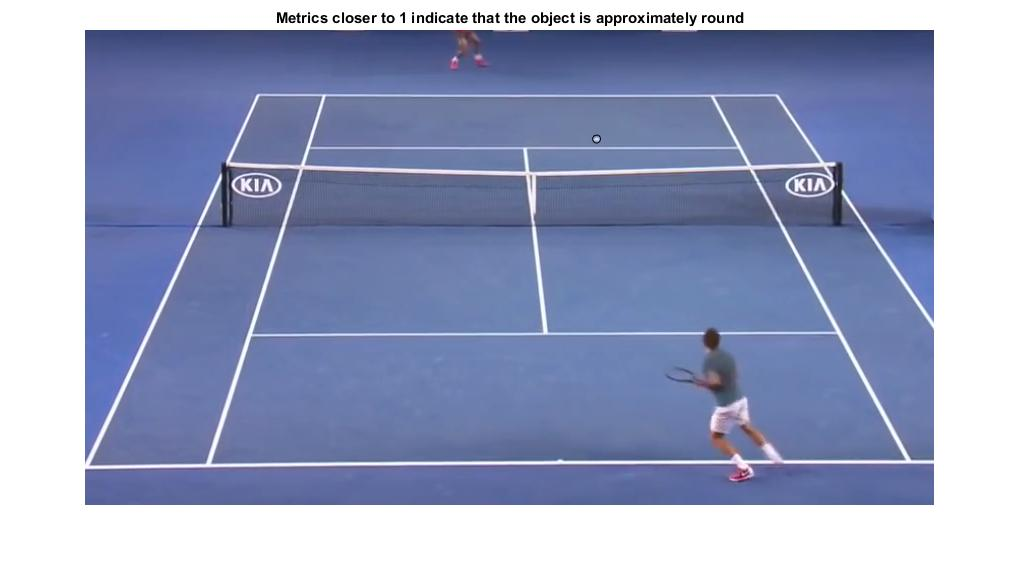 Metrics closer to 1 indicate that the object is approximately round
KIA
KIA